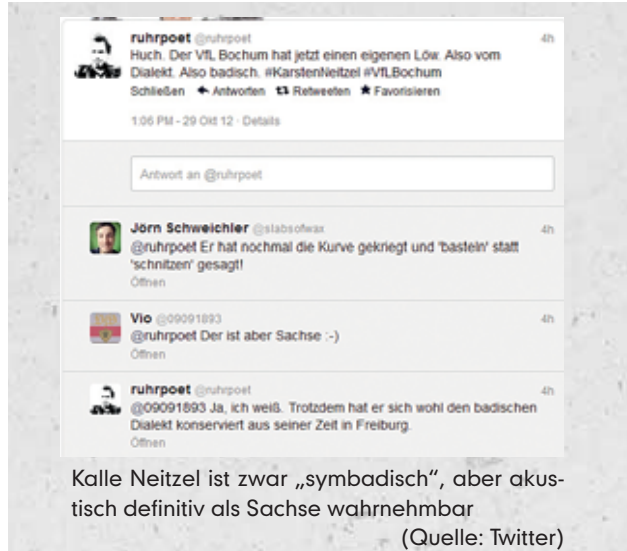 ruhrpoet @ruhrpoet 4h
Huch. Der VfL Bochum hat jetzt einen eigenen Löw. Also vom
Dialekt. Also badisch. #KarstenNeitzel #VfLBochum
Schließen Antworten Retweeten Favorisieren
1:06 PM - 29 Okt 12 · Details
Antwort an @ruhrpoet
Jörn Schweichler @slabsofwax 4h
@ruhrpoet Er hat nochmal die Kurve gekriegt und 'basteln' statt
'schnitzen' gesagt!
Öffnen
Vio @09091893 4h
@ruhrpoet Der ist aber Sachse :-)
Öffnen
ruhrpoet @ruhrpoet 4h
@09091893 Ja, ich weiß. Trotzdem hat er sich wohl den badischen
Dialekt konserviert aus seiner Zeit in Freiburg.
Öffnen
Kalle Neitzel ist zwar „symbadisch“, aber akus-
tisch definitiv als Sachse wahrnehmbar
(Quelle: Twitter)